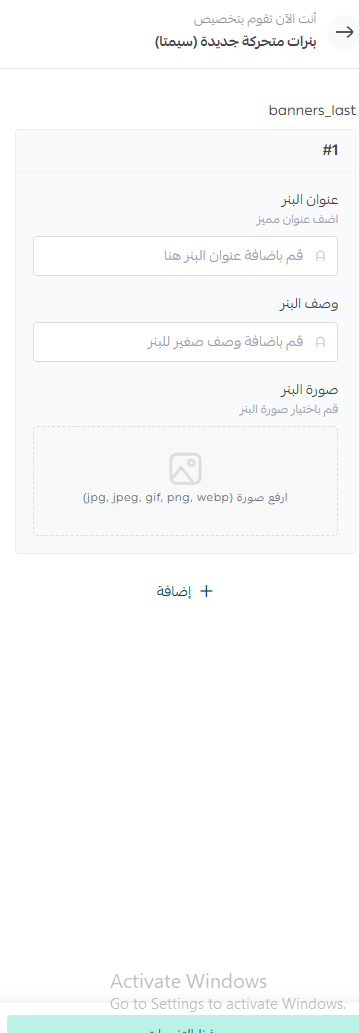 أنت الآن تقوم بتخصيص
بنرات متحركة جديدة (سيمتا)
banners_last
#1
عنوان البنر
اضف عنوان مميز
قم باضافة عنوان البنر هنا
وصف البنر
قم باضافة وصف صغير للبنر
صورة البنر
قم باختيار صورة البنر
ارفع صورة (jpg, jpeg, gif, png, webp)
إضافة
Activate Windows
Go to Settings to activate Windows.